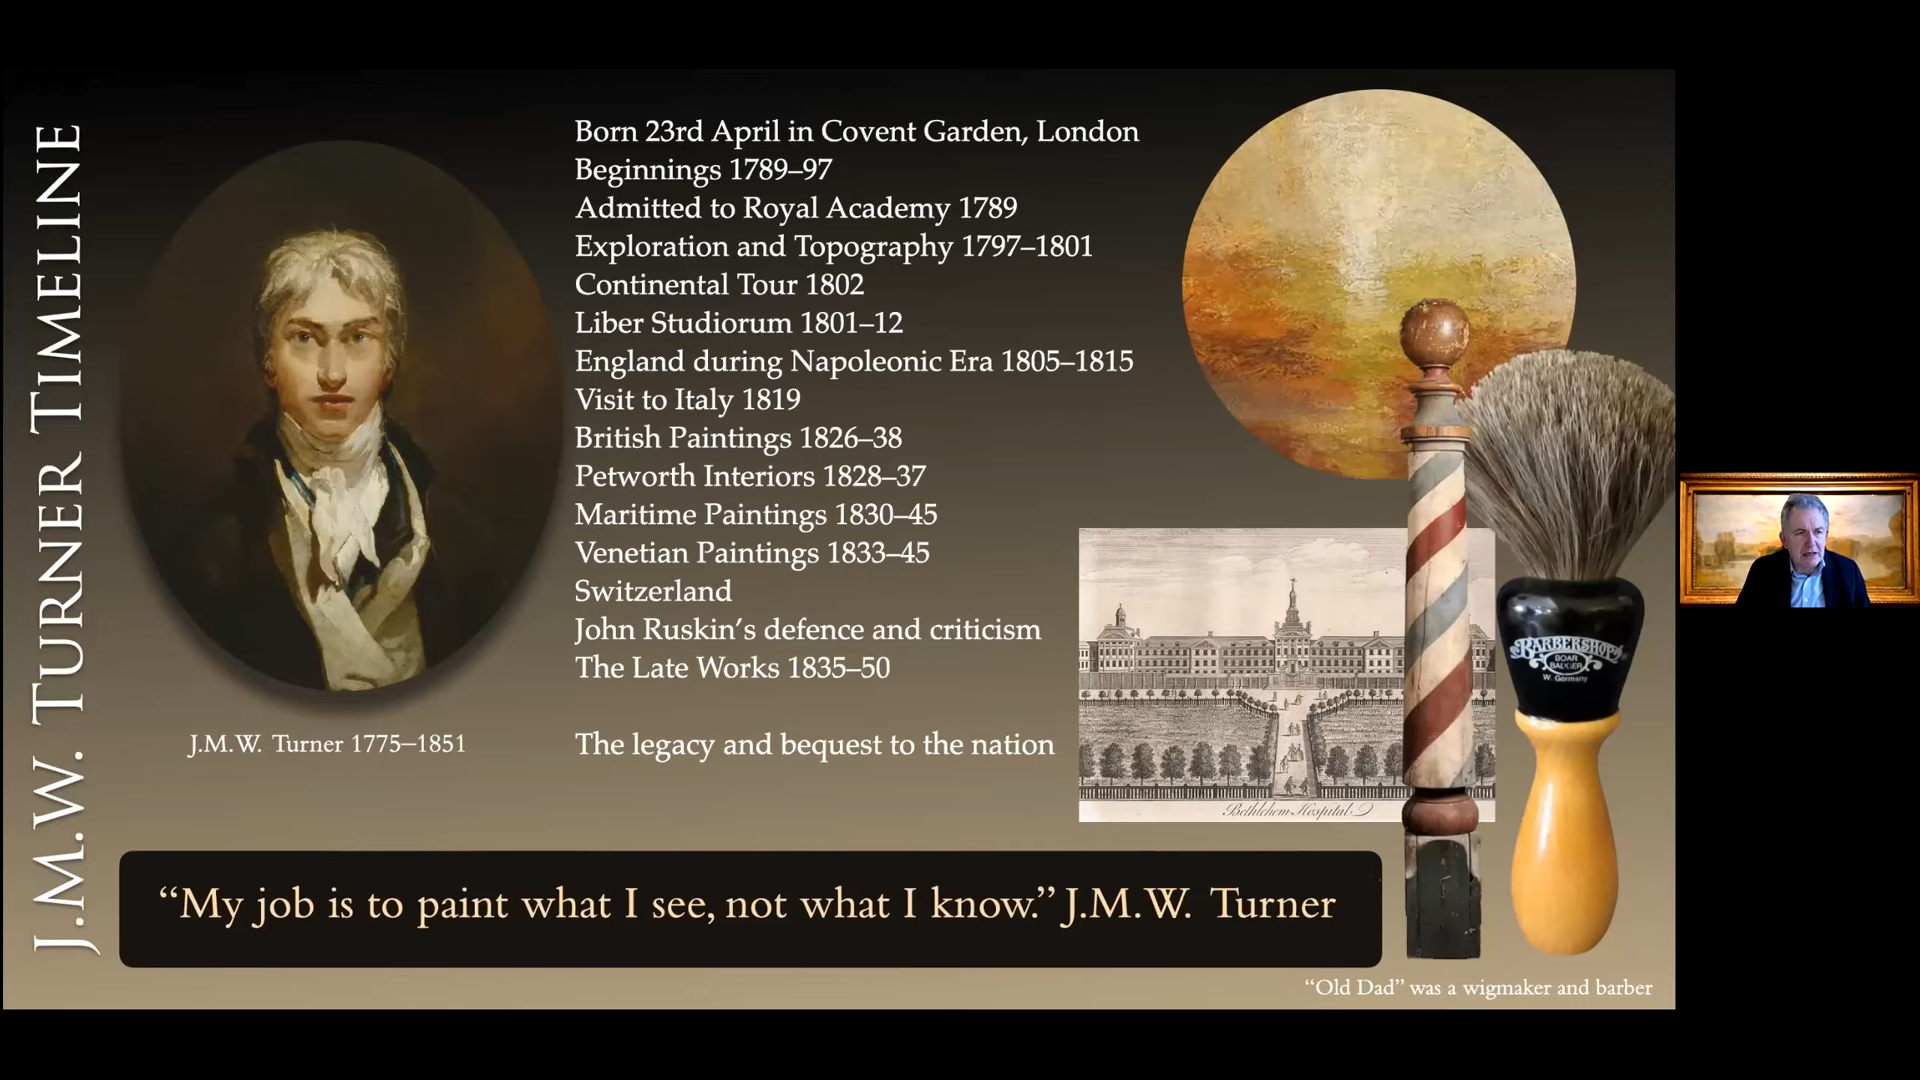 J.M.W. TURNER TIMELINE
Born 23rd April in Covent Garden, London
Beginnings 1789–97
Admitted to Royal Academy 1789
Exploration and Topography 1797–1801
Continental Tour 1802
Liber Studiorum 1801–12
England during Napoleonic Era 1805–1815
Visit to Italy 1819
British Paintings 1826–38
Petworth Interiors 1828–37
Maritime Paintings 1830–45
Venetian Paintings 1833–45
Switzerland
John Ruskin’s defence and criticism
The Late Works 1835–50
The legacy and bequest to the nation
J.M.W. Turner 1775–1851
Bethlehem Hospital
BARBERSHOP
BOAR
BADGER
W. Germany
“My job is to paint what I see, not what I know.” J.M.W. Turner
“Old Dad” was a wigmaker and barber